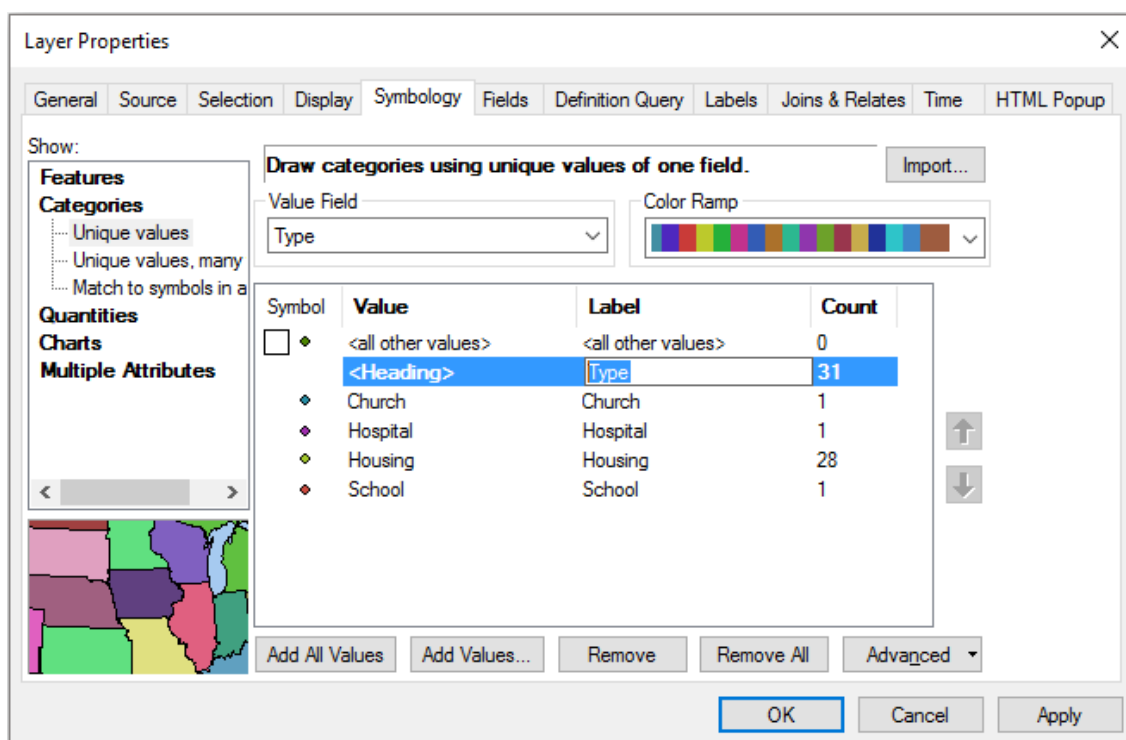 Layer Properties
General Source Selection Display Symbology Fields Definition Query Labels Joins & Relates Time HTML Popup
Show:
Features
Categories
Unique values
Unique values, many
Match to symbols in a
Quantities
Charts
Multiple Attributes
Draw categories using unique values of one field.
Import...
Value Field
Type
Color Ramp
Symbol Value Label Count
<all other values> <all other values> 0
<Heading> Type 31
Church Church 1
Hospital Hospital 1
Housing Housing 28
School School 1
Add All Values Add Values... Remove Remove All Advanced
OK Cancel Apply